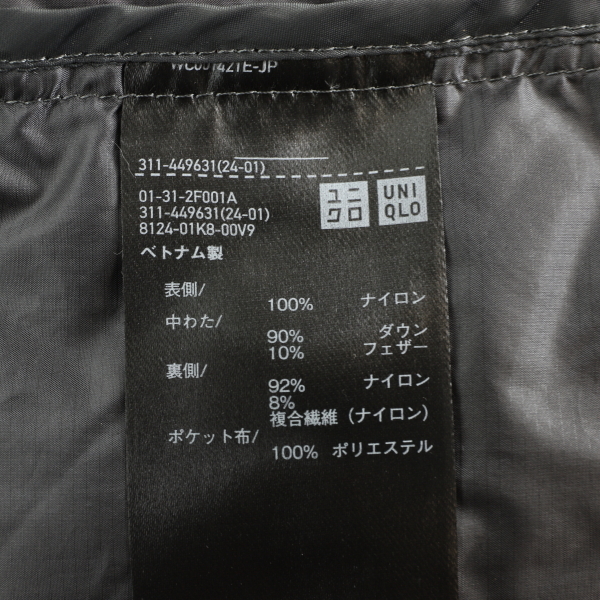 311-449631(24-01)
01-31-2F001A
311-449631(24-01)
8124-01K8-00V9
ユニ
クロ
UNI
QLO
ベトナム製
表側/
100% ナイロン
中わた/
90% ダウン
10% フェザー
裏側/
92% ナイロン
8%
複合繊維(ナイロン)
ポケット布/
100% ポリエステル